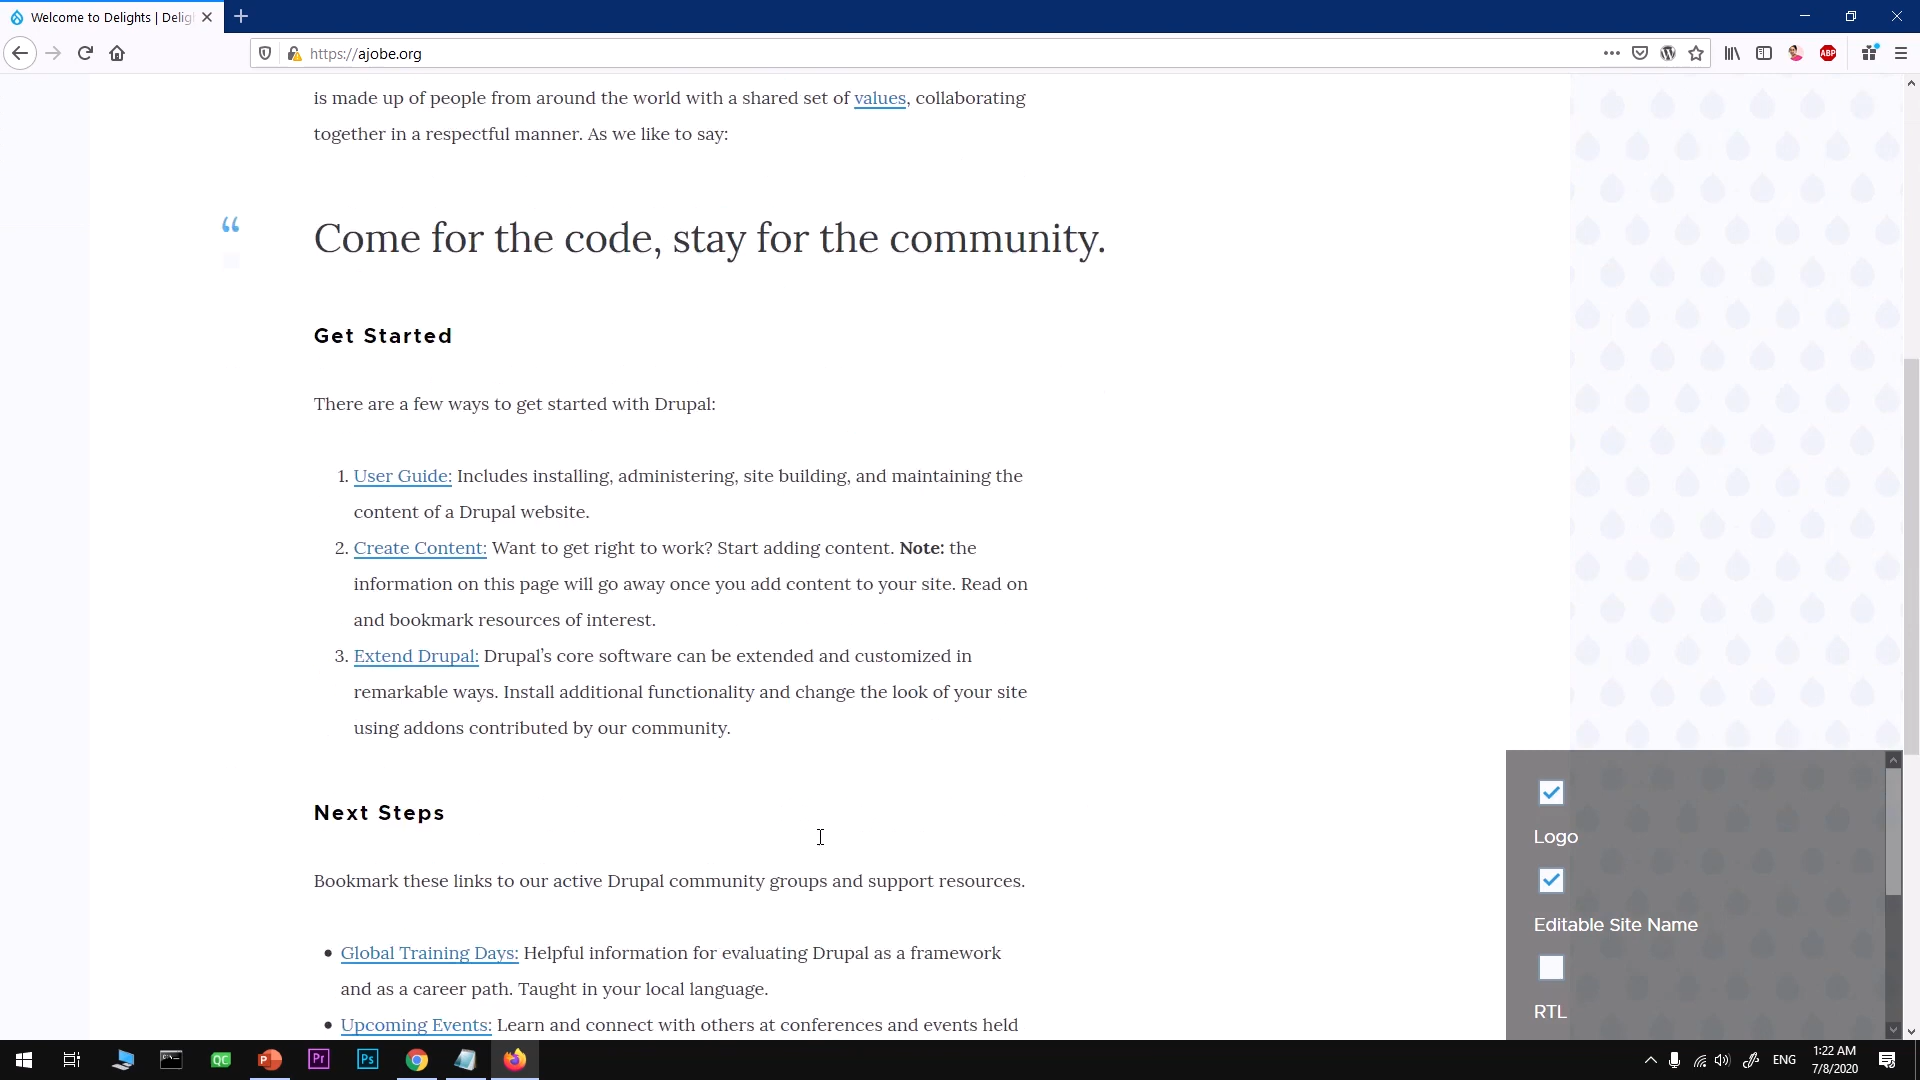 Welcome to Delights | Delig
https://ajobe.org
ABP
is made up of people from around the world with a shared set of values, collaborating
together in a respectful manner. As we like to say:
“ Come for the code, stay for the community.
Get Started
There are a few ways to get started with Drupal:
1. User Guide: Includes installing, administering, site building, and maintaining the
content of a Drupal website.
2. Create Content: Want to get right to work? Start adding content. Note: the
information on this page will go away once you add content to your site. Read on
and bookmark resources of interest.
3. Extend Drupal: Drupal’s core software can be extended and customized in
remarkable ways. Install additional functionality and change the look of your site
using addons contributed by our community.
Next Steps
Bookmark these links to our active Drupal community groups and support resources.
• Global Training Days: Helpful information for evaluating Drupal as a framework
and as a career path. Taught in your local language.
• Upcoming Events: Learn and connect with others at conferences and events held
Logo
Editable Site Name
RTL
QC
P
Pr
Ps
ENG
1:22 AM
7/8/2020